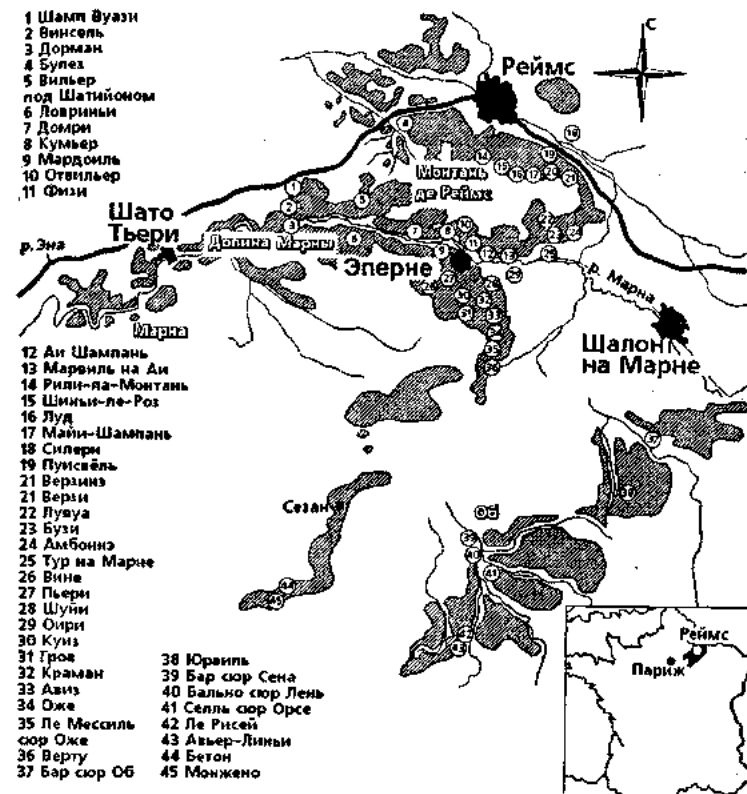 1 Шамп Вуази
2 Винсель
3 Дорман
4 Булез
5 Вильер
под Шатийоном
6 Ловриньи
7 Домри
8 Кумьер
9 Мардоиль
10 Отвильер
11 Физи
С
Реймс
Монтань
де Реймс
Шато
Тьери
р. Эна
Долина Марны
Эперне
р. Марна
Марна
Шалон
на Марне
12 Аи Шампань
13 Марвиль на Аи
14 Рили-ла-Монтань
15 Шиньи-ле-Роз
16 Луд
17 Майи-Шампань
18 Силери
19 Пуисвёль
21 Верзинэ
21 Верзи
22 Лувуа
23 Бузи
24 Амбоннэ
25 Тур на Марне
26 Вине
27 Пьери
28 Шуйи
29 Оири
30 Куиз
31 Гров
32 Краман
33 Авиз
34 Оже
35 Ле Мессиль
сюр Оже
36 Верту
37 Бар сюр Об
Сезан
Об
38 Юрвиль
39 Бар сюр Сена
40 Бально сюр Лень
41 Селль сюр Орсе
42 Ле Рисей
43 Авьер-Линьи
44 Бетон
45 Монжено
Реймс
Париж